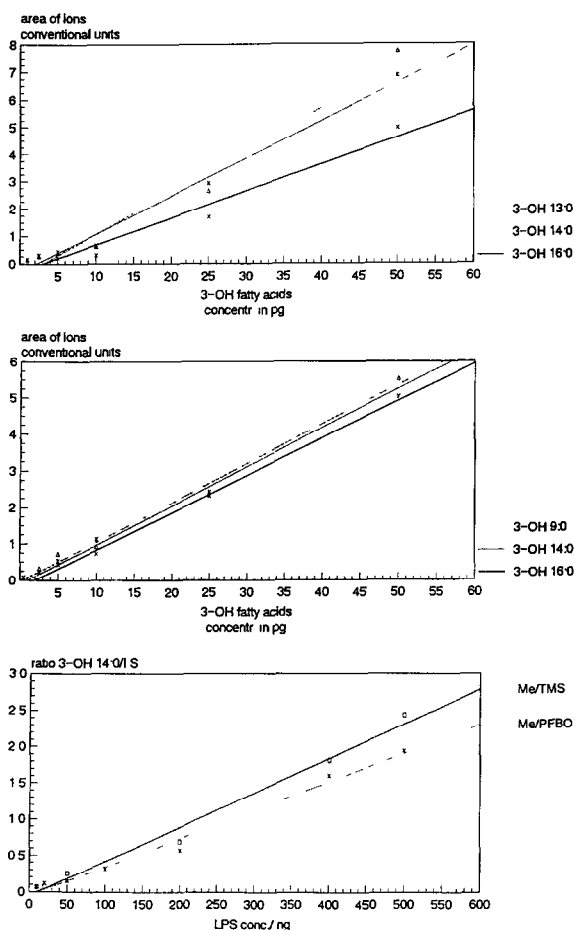 area of ions
conventional units
8
7
6
5
4
3
2
1
0
5 10 15 20 25 30 35 40 45 50 55 60
3-OH fatty acids
concentr in pg
3-OH 13:0
3-OH 14:0
3-OH 16:0
area of ions
conventional units
6
5
4
3
2
1
0
5 10 15 20 25 30 35 40 45 50 55 60
3-OH fatty acids
concentr in pg
3-OH 9:0
3-OH 14:0
3-OH 16:0
ratio 3-OH 14:0/I S
3 0
2 5
2 0
1 5
1 0
0 5
0
0 50 100 150 200 250 300 350 400 450 500 550 600
LPS conc./ ng
Me/TMS
Me/PFBO